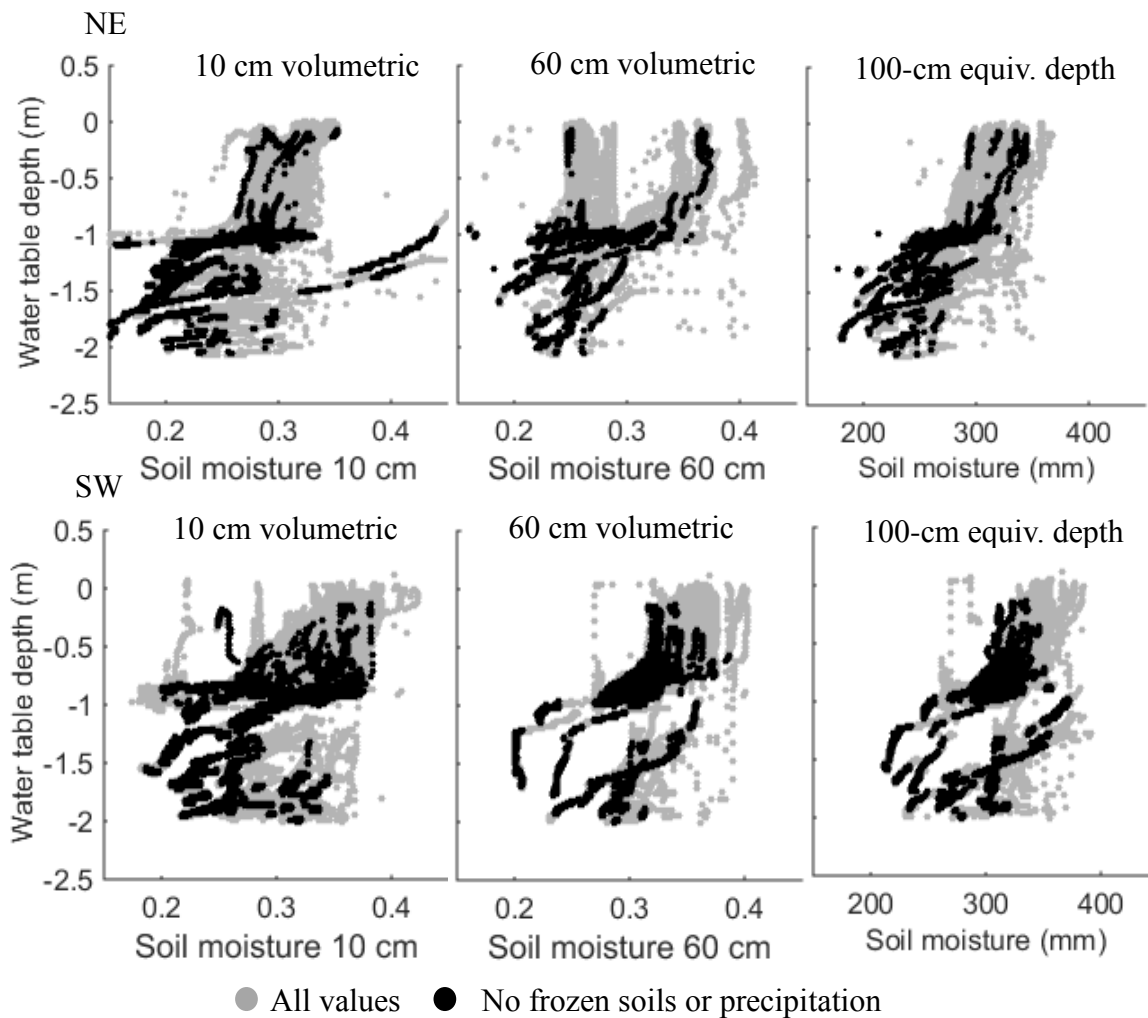 NE
10 cm volumetric
60 cm volumetric
100-cm equiv. depth
0.5
0
-0.5
-1
-1.5
-2
-2.5
Water table depth (m)
0.2 0.3 0.4
0.2 0.3 0.4
200 300 400
Soil moisture 10 cm
Soil moisture 60 cm
Soil moisture (mm)
SW
10 cm volumetric
60 cm volumetric
100-cm equiv. depth
0.5
0
-0.5
-1
-1.5
-2
-2.5
Water table depth (m)
0.2 0.3 0.4
0.2 0.3 0.4
200 300 400
Soil moisture 10 cm
Soil moisture 60 cm
Soil moisture (mm)
All values No frozen soils or precipitation